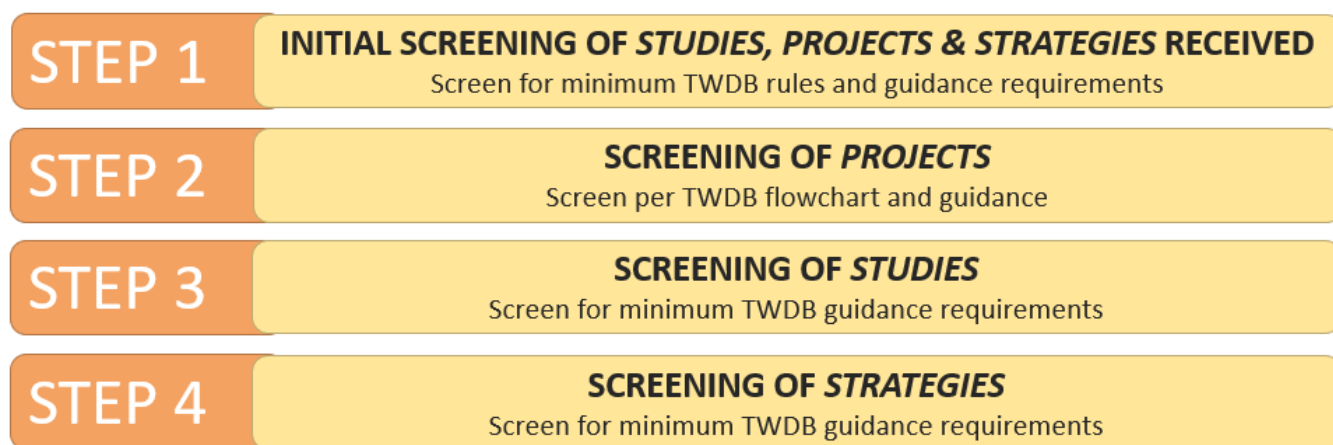 STEP 1
INITIAL SCREENING OF STUDIES, PROJECTS & STRATEGIES RECEIVED
Screen for minimum TWDB rules and guidance requirements
STEP 2
SCREENING OF PROJECTS
Screen per TWDB flowchart and guidance
STEP 3
SCREENING OF STUDIES
Screen for minimum TWDB guidance requirements
STEP 4
SCREENING OF STRATEGIES
Screen for minimum TWDB guidance requirements